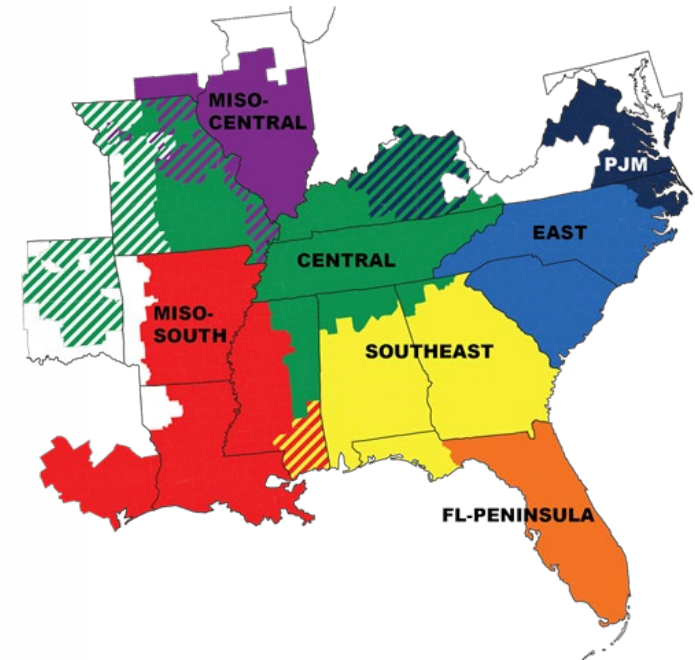 MISO-
CENTRAL
PJM
EAST
CENTRAL
MISO-
SOUTH
SOUTHEAST
FL-PENINSULA